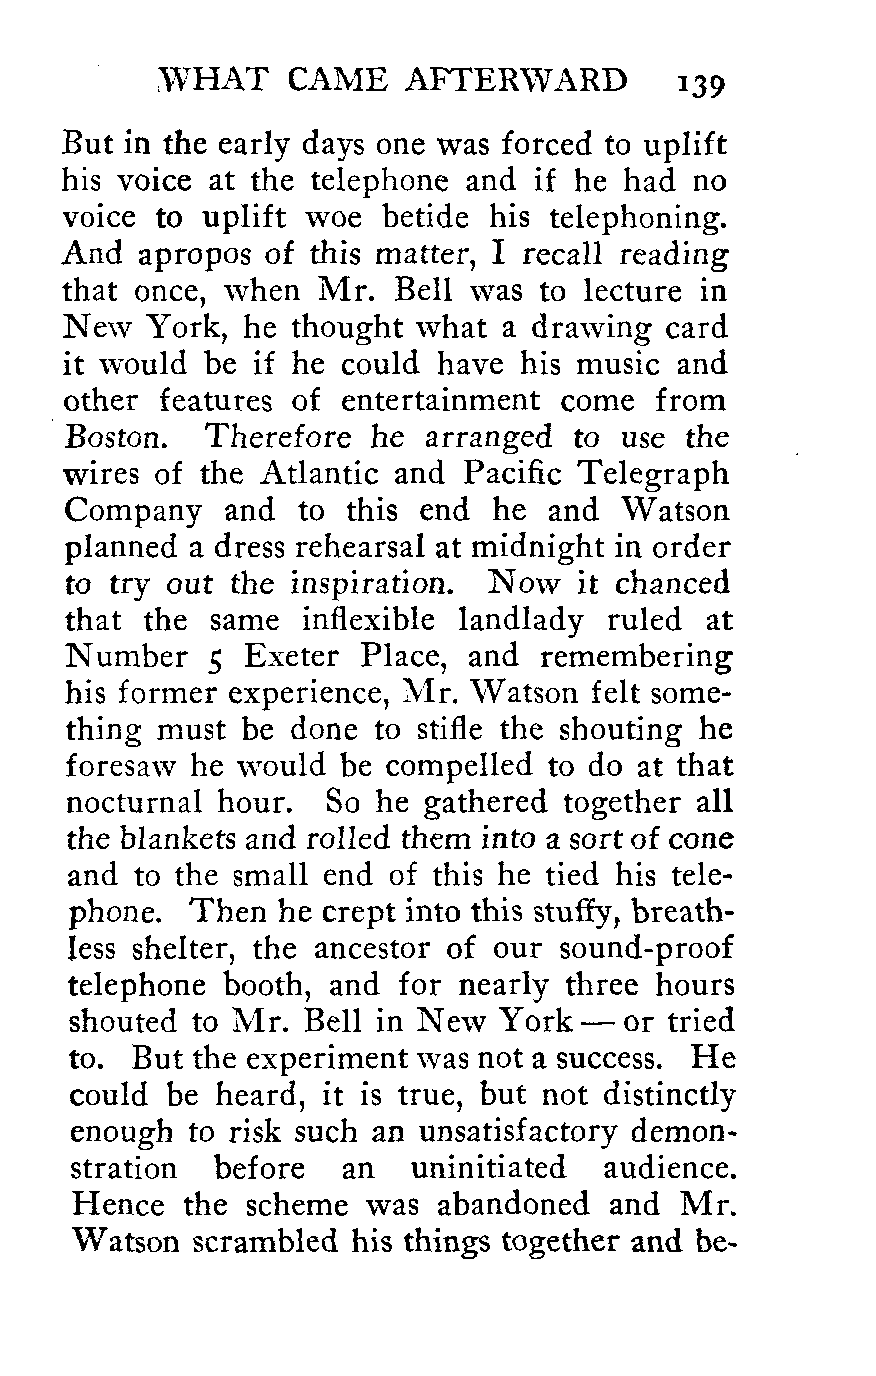 WHAT CAME AFTERWARD 139
But in the early days one was forced to uplift
his voice at the telephone and if he had no
voice to uplift woe betide his telephoning.
And apropos of this matter, I recall reading
that once, when Mr. Bell was to lecture in
New York, he thought what a drawing card
it would be if he could have his music and
other features of entertainment come from
Boston. Therefore he arranged to use the
wires of the Atlantic and Pacific Telegraph
Company and to this end he and Watson
planned a dress rehearsal at midnight in order
to try out the inspiration. Now it chanced
that the same inflexible landlady ruled at
Number 5 Exeter Place, and remembering
his former experience, Mr. Watson felt some-
thing must be done to stifle the shouting he
foresaw he would be compelled to do at that
nocturnal hour. So he gathered together all
the blankets and rolled them into a sort of cone
and to the small end of this he tied his tele-
phone. Then he crept into this stuffy, breath-
less shelter, the ancestor of our sound-proof
telephone booth, and for nearly three hours
shouted to Mr. Bell in New York — or tried
to. But the experiment was not a success. He
could be heard, it is true, but not distinctly
enough to risk such an unsatisfactory demon-
stration before an uninitiated audience.
Hence the scheme was abandoned and Mr.
Watson scrambled his things together and be-